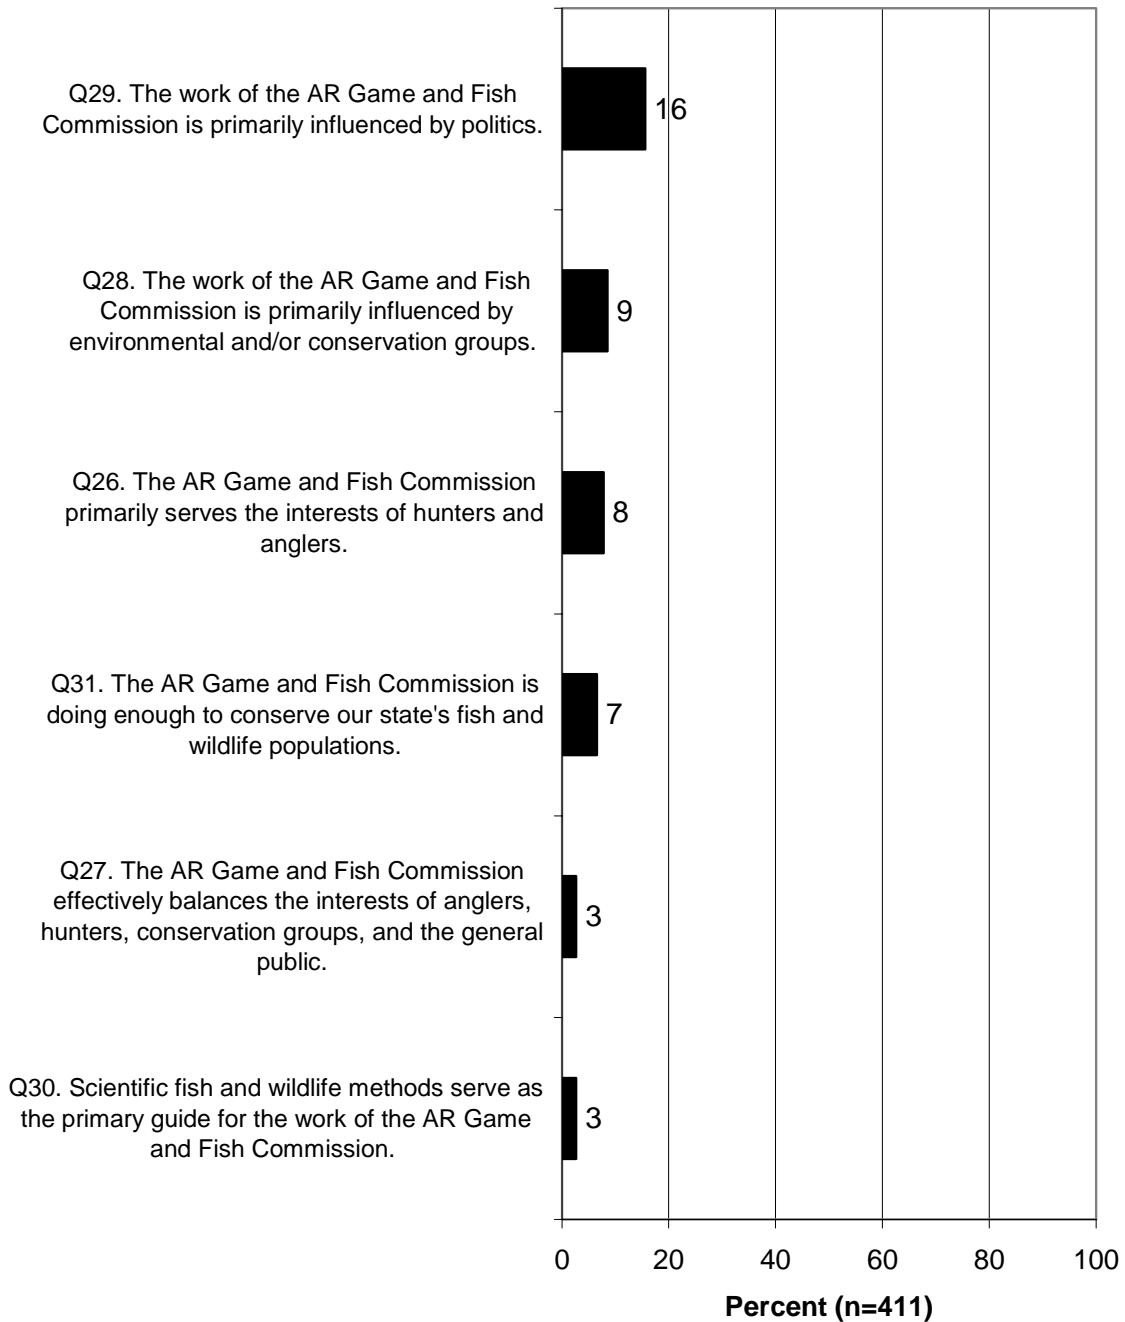 Q29. The work of the AR Game and Fish
Commission is primarily influenced by politics.
16
Q28. The work of the AR Game and Fish
Commission is primarily influenced by
environmental and/or conservation groups.
9
Q26. The AR Game and Fish Commission
primarily serves the interests of hunters and
anglers.
8
Q31. The AR Game and Fish Commission is
doing enough to conserve our state's fish and
wildlife populations.
7
Q27. The AR Game and Fish Commission
effectively balances the interests of anglers,
hunters, conservation groups, and the general
public.
3
Q30. Scientific fish and wildlife methods serve as
the primary guide for the work of the AR Game
and Fish Commission.
3
0 20 40 60 80 100
Percent (n=411)